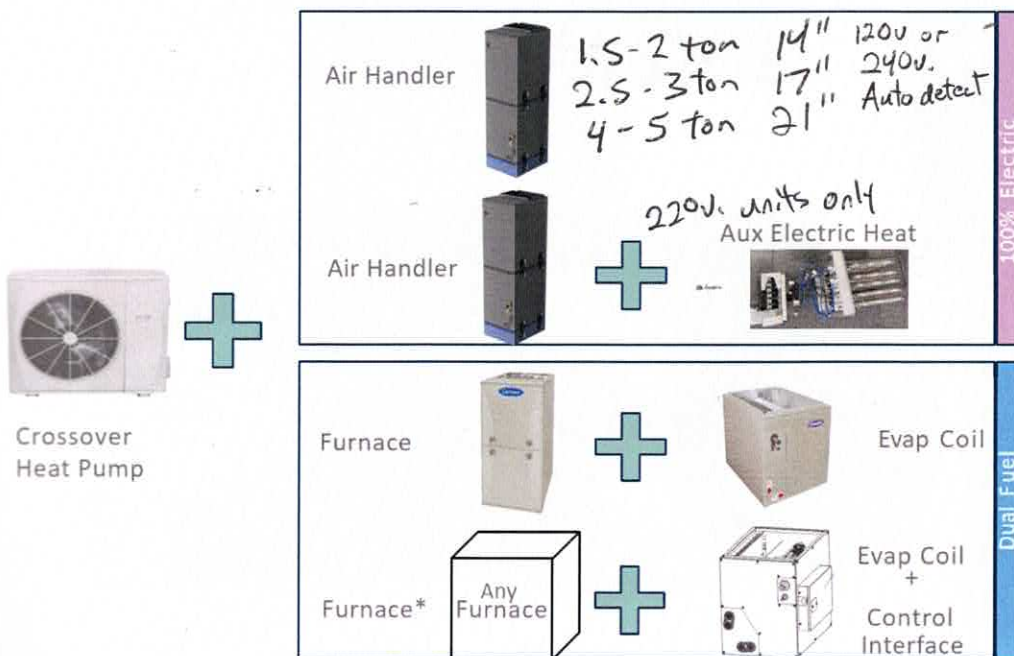 Air Handler
1.5-2 ton 14" 120v or
2.5-3 ton 17" 240v.
4-5 ton 21" Auto detect
100% Electric
220v. units only
Aux Electric Heat
Air Handler
Crossover
Heat Pump
Furnace
Evap Coil
Dual Fuel
Furnace*
Any
Furnace
Evap Coil
+
Control
Interface